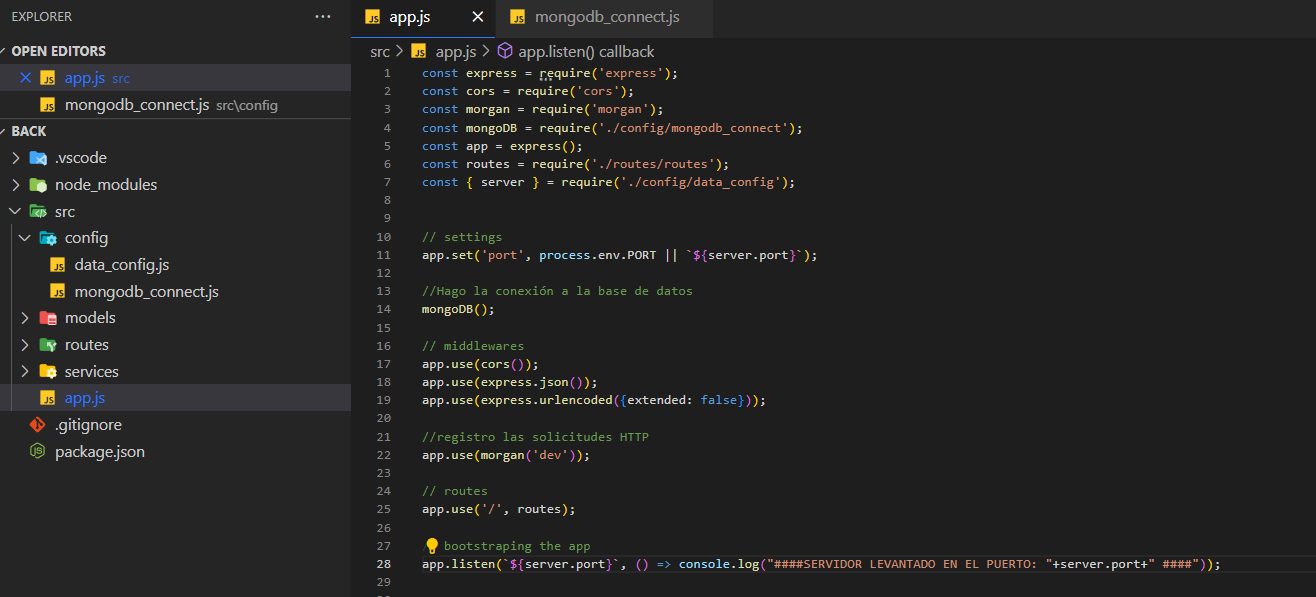 EXPLORER ...
OPEN EDITORS
JS app.js src
JS mongodb_connect.js src\config
BACK
.vscode
node_modules
src
config
JS data_config.js
JS mongodb_connect.js
models
routes
services
JS app.js
.gitignore
package.json
JS app.js JS mongodb_connect.js
src > JS app.js > app.listen() callback
1 const express = require('express');
2 const cors = require('cors');
3 const morgan = require('morgan');
4 const mongoDB = require('./config/mongodb_connect');
5 const app = express();
6 const routes = require('./routes/routes');
7 const { server } = require('./config/data_config');
8
9
10 // settings
11 app.set('port', process.env.PORT || `${server.port}`);
12
13 //Hago la conexión a la base de datos
14 mongoDB();
15
16 // middlewares
17 app.use(cors());
18 app.use(express.json());
19 app.use(express.urlencoded({extended: false}));
20
21 //registro las solicitudes HTTP
22 app.use(morgan('dev'));
23
24 // routes
25 app.use('/', routes);
26
27 bootstraping the app
28 app.listen(`${server.port}`, () => console.log("####SERVIDOR LEVANTADO EN EL PUERTO: "+server.port+" ####"));
29